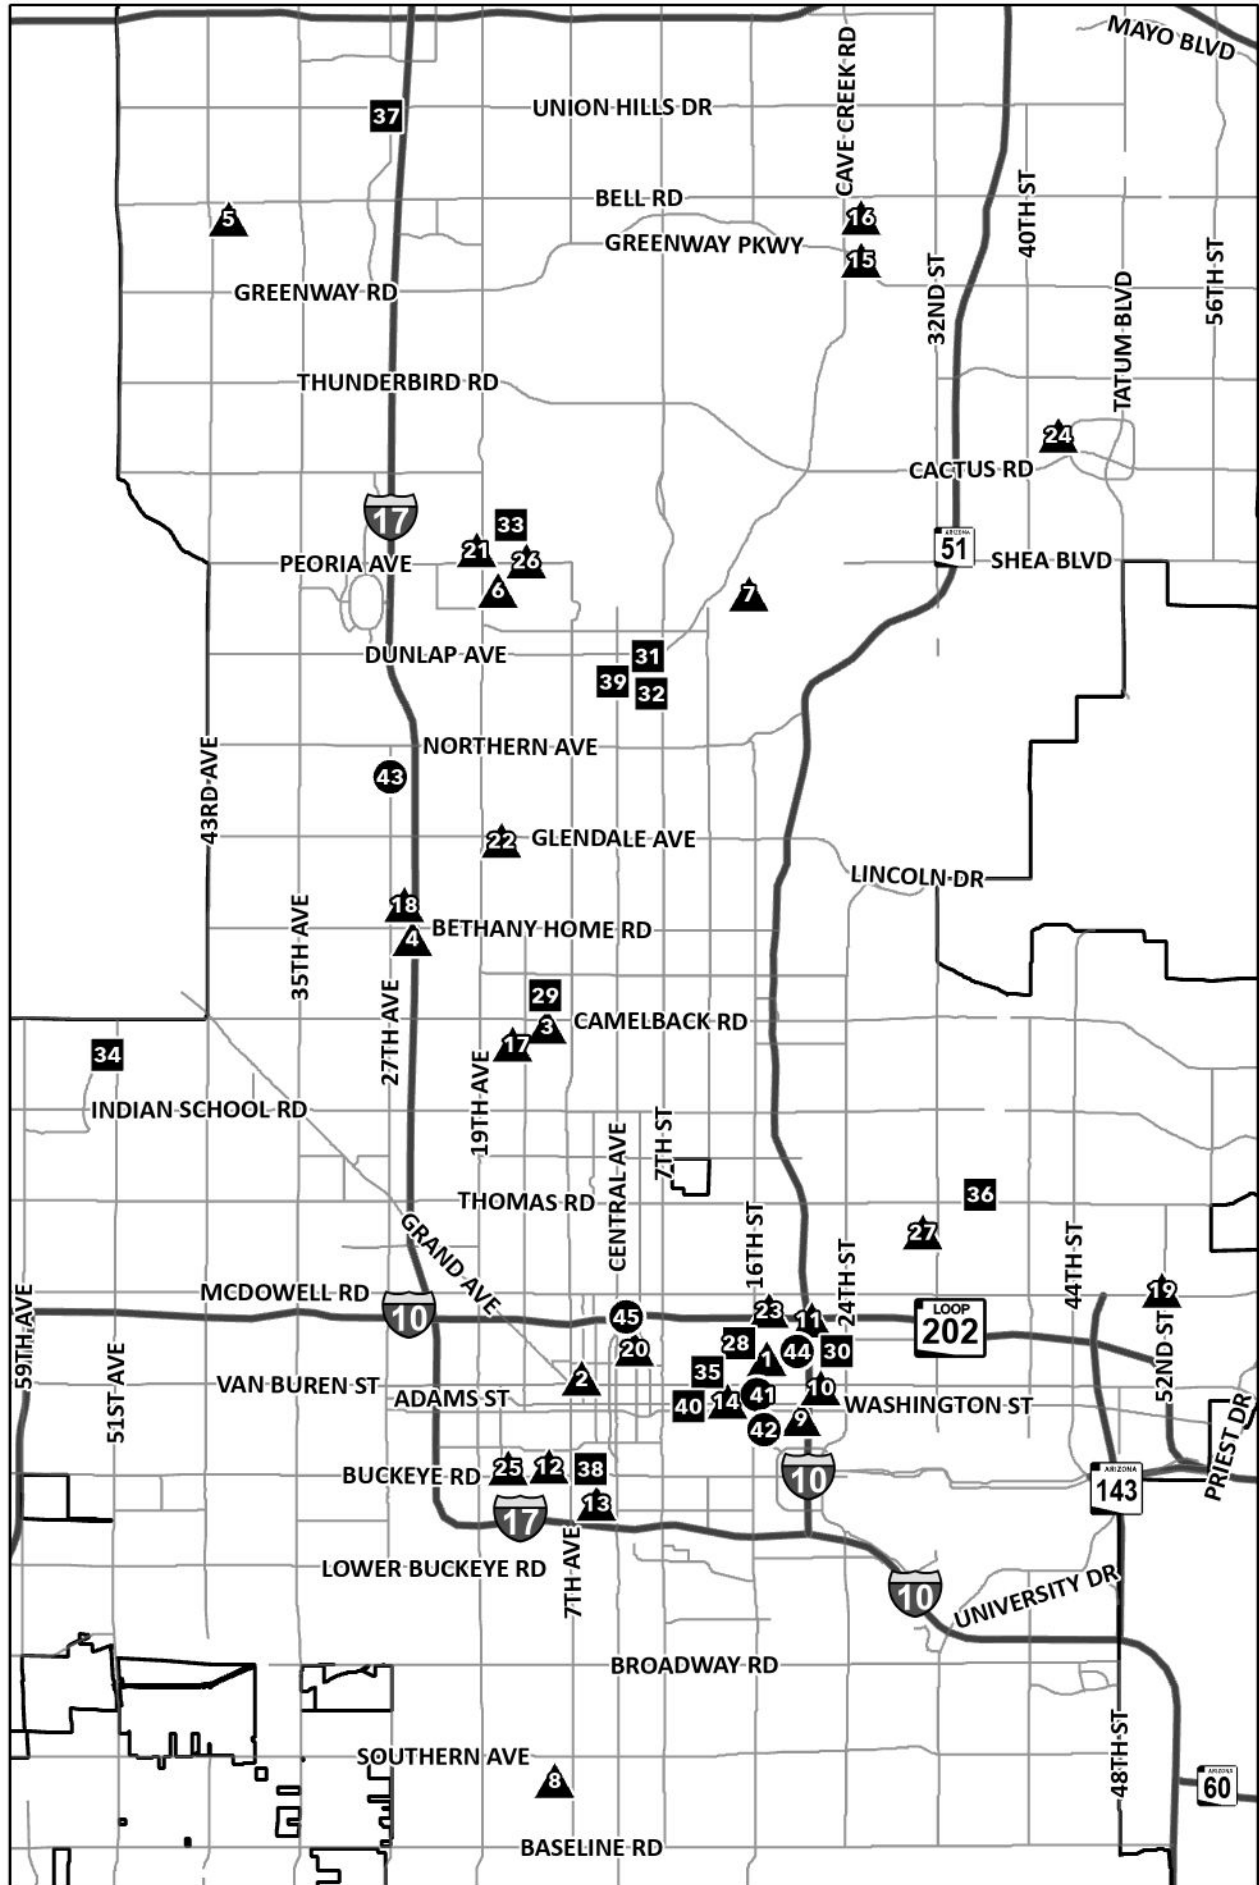 MAYO BLVD
CAVE CREEK RD
37
UNION HILLS DR
BELL RD
40TH ST
5
16
GREENWAY PKWY
15
32ND ST
56TH ST
GREENWAY RD
TATUM BLVD
THUNDERBIRD RD
24
CACTUS RD
17
33
21
26
ARIZONA
51
PEORIA AVE
SHEA BLVD
6
7
DUNLAP AVE
31
39
32
NORTHERN AVE
43
43RD AVE
22
GLENDALE AVE
LINCOLN DR
18
4
BETHANY HOME RD
35TH AVE
27TH AVE
29
3
CAMELBACK RD
17
34
19TH AVE
INDIAN SCHOOL RD
CENTRAL AVE
7TH ST
THOMAS RD
36
16TH ST
27
GRAND AVE
24TH ST
44TH ST
MCDOWELL RD
19
59TH AVE
10
45
23
11
LOOP
202
20
28
1
44
30
52ND ST
51ST AVE
VAN BUREN ST
2
35
ADAMS ST
40
14
41
10
WASHINGTON ST
42
9
PRIEST DR
BUCKEYE RD
25
12
38
10
ARIZONA
143
17
13
7TH AVE
LOWER BUCKEYE RD
10
UNIVERSITY DR
BROADWAY RD
48TH ST
SOUTHERN AVE
8
ARIZONA
60
BASELINE RD